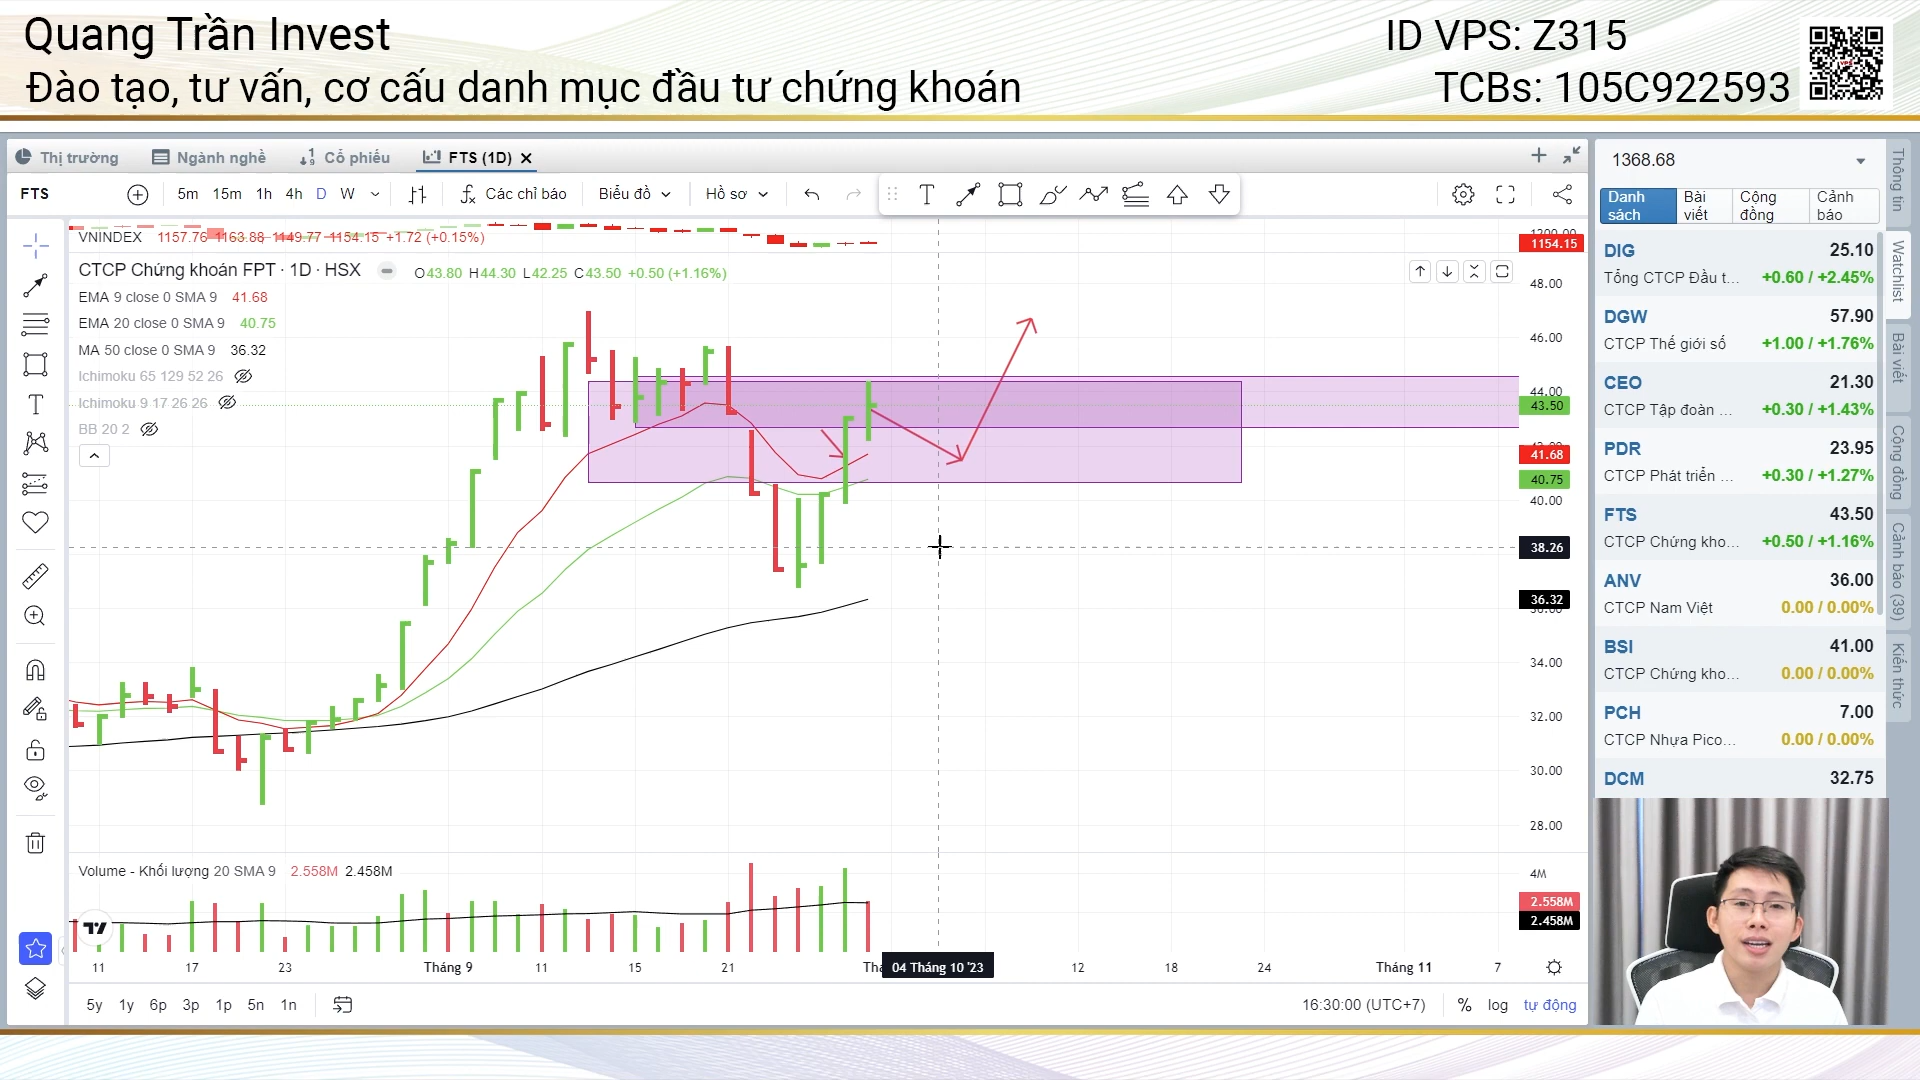 Quang Trần Invest
Đào tạo, tư vấn, cơ cấu danh mục đầu tư chứng khoán
ID VPS: Z315
TCBs: 105C922593
Thị trường Ngành nghề Cổ phiếu FTS (1D)
FTS 5m 15m 1h 4h D W Các chỉ báo Biểu đồ Hồ sơ
VNINDEX 1157.76 1163.88 1149.77 1154.15 +1.72 (+0.15%)
CTCP Chứng khoán FPT · 1D · HSX O43.80 H44.30 L42.25 C43.50 +0.50 (+1.16%)
EMA 9 close 0 SMA 9 41.68
EMA 20 close 0 SMA 9 40.75
MA 50 close 0 SMA 9 36.32
Ichimoku 65 129 52 26
Ichimoku 9 17 26 26
BB 20 2
1154.15
48.00
46.00
44.00
43.50
41.68
40.75
40.00
38.26
36.32
34.00
32.00
30.00
28.00
Volume - Khối lượng 20 SMA 9 2.558M 2.458M
4M
2.558M
2.458M
11 17 23 Tháng 9 11 15 21 04 Tháng 10 '23 12 18 24 Tháng 11 7
5y 1y 6p 3p 1p 5n 1n
16:30:00 (UTC+7) % log tự động
1368.68
Danh sách
Bài viết
Cộng đồng
Cảnh báo
DIG 25.10
Tổng CTCP Đầu t... +0.60 / +2.45%
DGW 57.90
CTCP Thế giới số +1.00 / +1.76%
CEO 21.30
CTCP Tập đoàn ... +0.30 / +1.43%
PDR 23.95
CTCP Phát triển ... +0.30 / +1.27%
FTS 43.50
CTCP Chứng kho... +0.50 / +1.16%
ANV 36.00
CTCP Nam Việt 0.00 / 0.00%
BSI 41.00
CTCP Chứng kho... 0.00 / 0.00%
PCH 7.00
CTCP Nhựa Pico... 0.00 / 0.00%
DCM 32.75
Thông tin
Watchlist
Bài viết
Cộng đồng
Cảnh báo (39)
Kiến thức